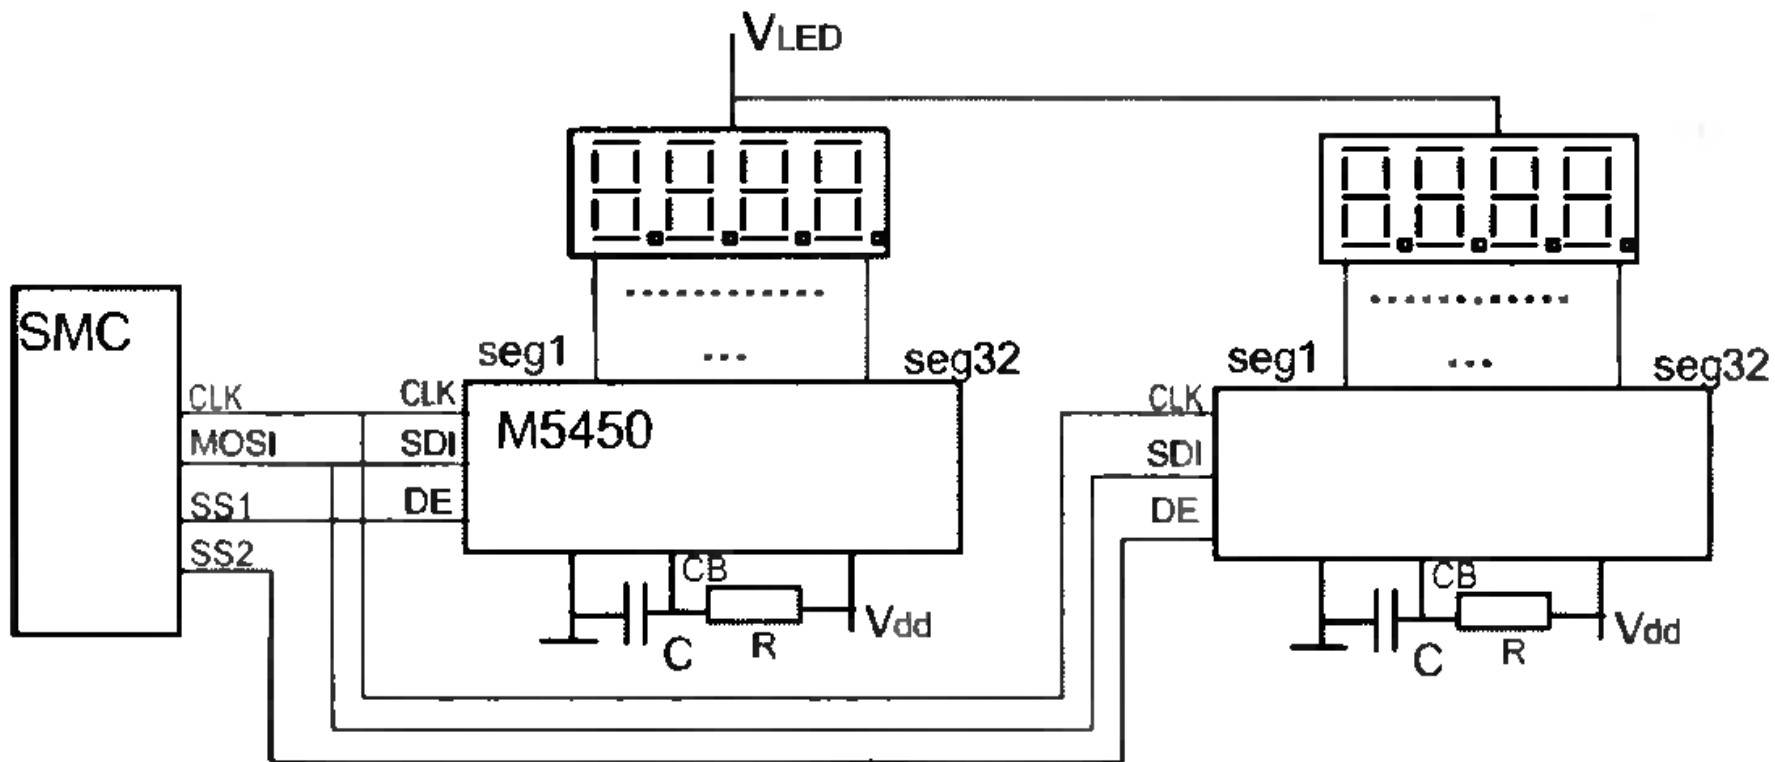 VLED
SMC
seg1 ... seg32
seg1 ... seg32
CLK CLK
M5450
CLK
MOSI SDI
SDI
SS1 DE
DE
SS2
CB
CB
Vdd
Vdd
C R
C R